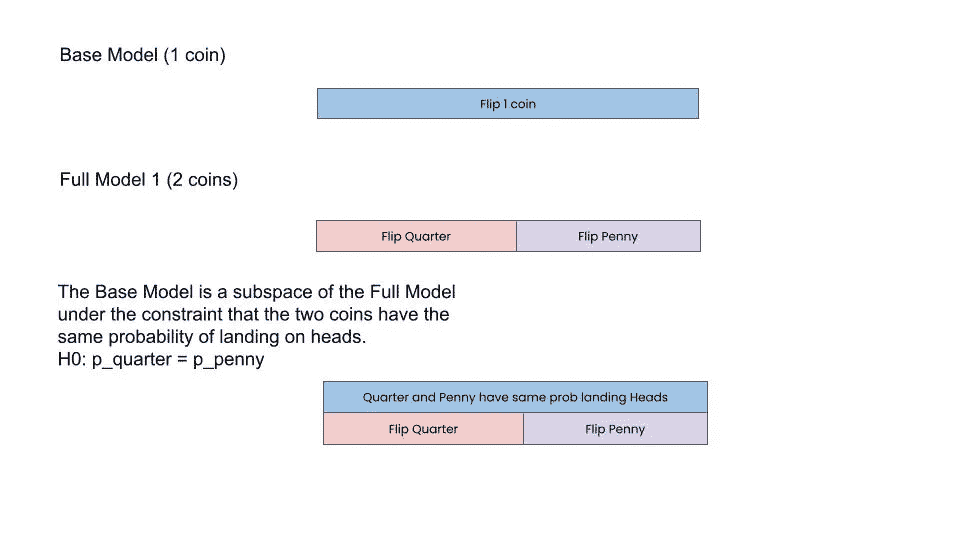 Base Model (1 coin)
Flip 1 coin
Full Model 1 (2 coins)
Flip Quarter
Flip Penny
The Base Model is a subspace of the Full Model
under the constraint that the two coins have the
same probability of landing on heads.
H0: p_quarter = p_penny
Quarter and Penny have same prob landing Heads
Flip Quarter
Flip Penny